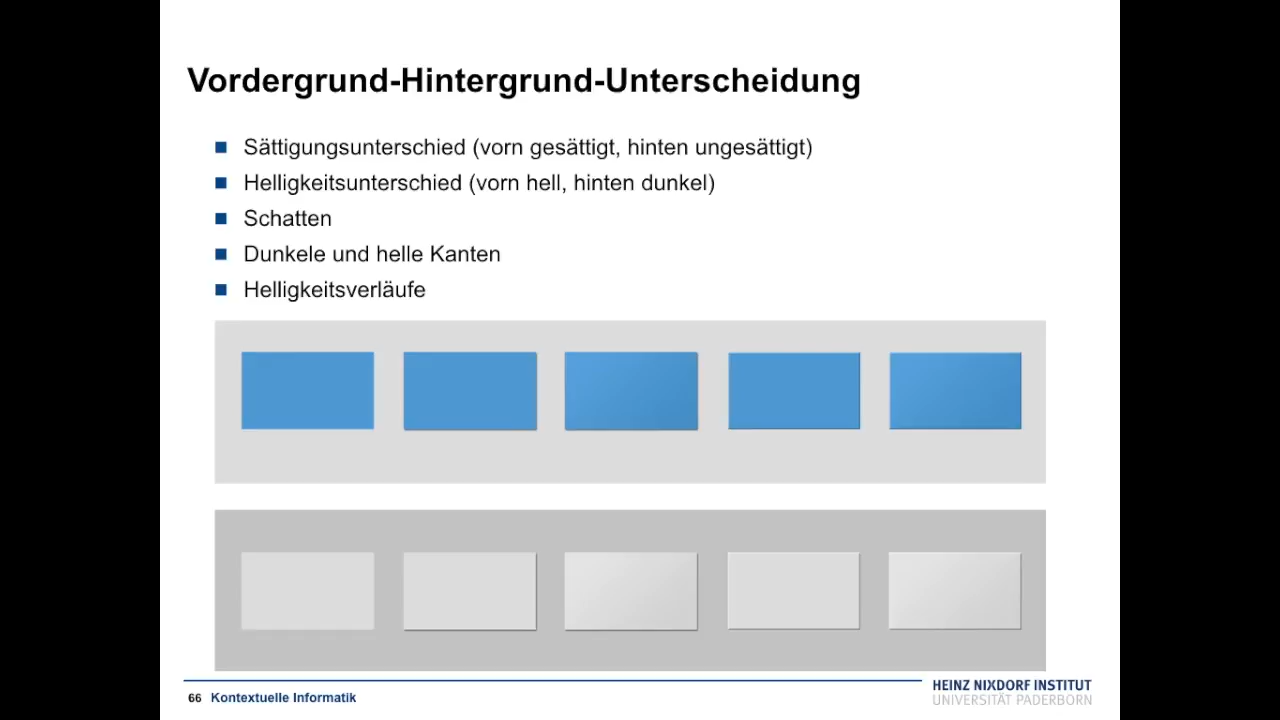 Vordergrund-Hintergrund-Unterscheidung
Sättigungsunterschied (vorn gesättigt, hinten ungesättigt)
Helligkeitsunterschied (vorn hell, hinten dunkel)
Schatten
Dunkele und helle Kanten
Helligkeitsverläufe
66 Kontextuelle Informatik
HEINZ NIXDORF INSTITUT
UNIVERSITÄT PADERBORN